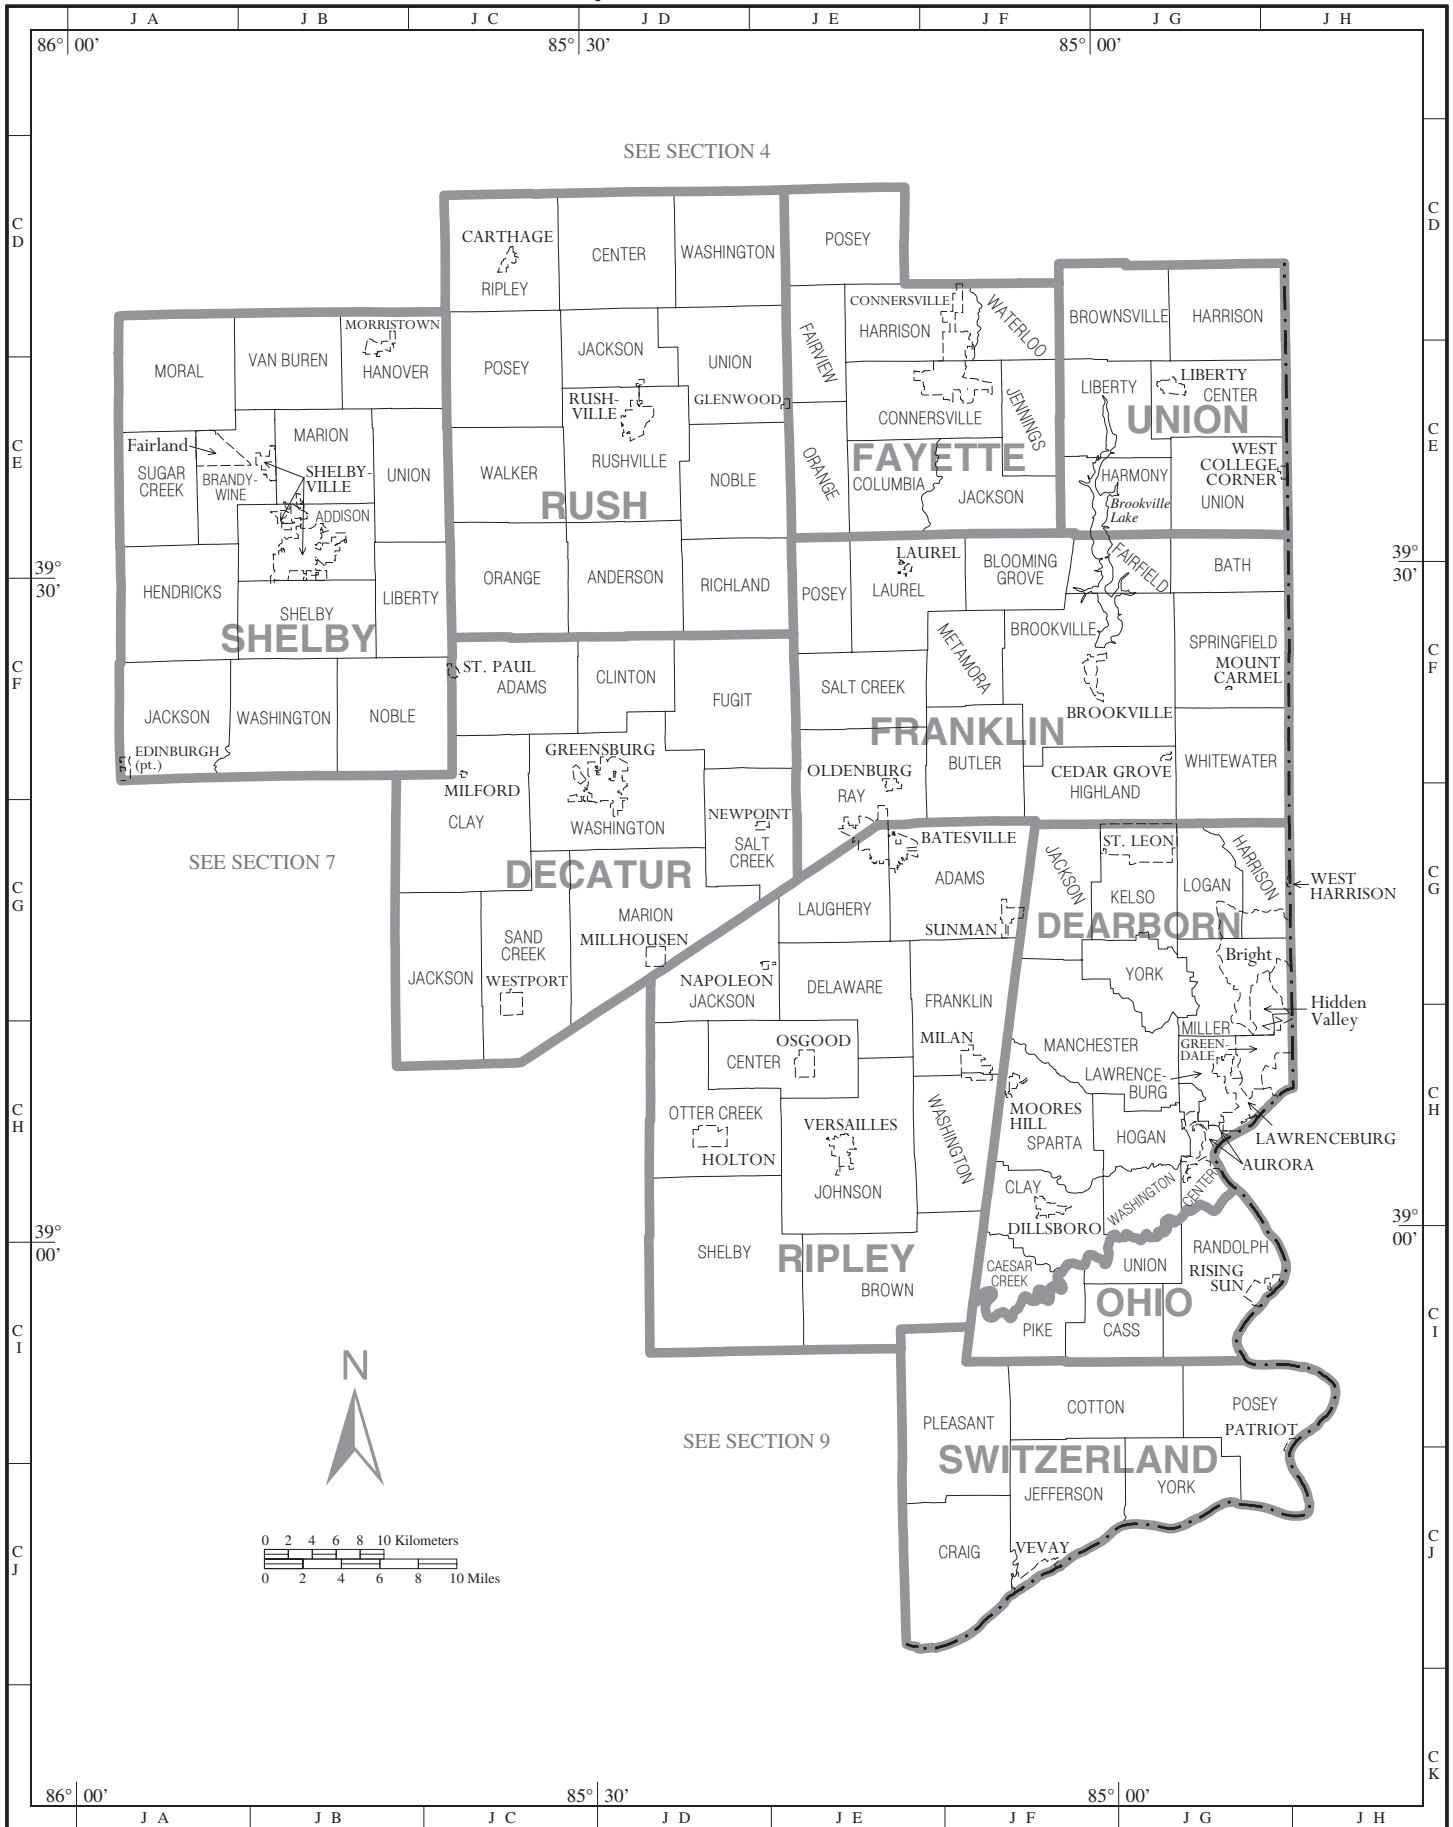 J A
J B
J C
J D
J E
J F
J G
J H
86° 00'
85° 30'
85° 00'
SEE SECTION 4
C
D
C
D
CARTHAGE
RIPLEY
CENTER
WASHINGTON
POSEY
CONNERSVILLE
HARRISON
WATERLOO
BROWNSVILLE
HARRISON
MORRISTOWN
MORAL
VAN BUREN
HANOVER
POSEY
JACKSON
UNION
FAIRVIEW
LIBERTY
LIBERTY
CENTER
UNION
RUSH-
VILLE
GLENWOOD
CONNERSVILLE
JENNINGS
C
E
C
E
Fairland
MARION
SUGAR
CREEK
BRANDY-
WINE
SHELBY-
VILLE
UNION
WALKER
RUSHVILLE
RUSH
NOBLE
ORANGE
FAYETTE
COLUMBIA
JACKSON
HARMONY
WEST
COLLEGE
CORNER
UNION
Brookville
Lake
ADDISON
39°
30'
39°
30'
HENDRICKS
SHELBY
SHELBY
LIBERTY
ORANGE
ANDERSON
RICHLAND
POSEY
LAUREL
LAUREL
BLOOMING
GROVE
FAIRFIELD
BATH
METAMORA
BROOKVILLE
SPRINGFIELD
MOUNT
CARMEL
C
F
C
F
ST. PAUL
ADAMS
CLINTON
FUGIT
SALT CREEK
FRANKLIN
BROOKVILLE
JACKSON
WASHINGTON
NOBLE
EDINBURGH
(pt.)
GREENSBURG
MILFORD
CLAY
WASHINGTON
NEWPOINT
SALT
CREEK
OLDENBURG
RAY
BUTLER
CEDAR GROVE
HIGHLAND
WHITEWATER
SEE SECTION 7
DECATUR
BATESVILLE
ADAMS
JACKSON
ST. LEON
KELSO
LOGAN
HARRISON
WEST
HARRISON
C
G
C
G
MARION
MILLHOUSEN
SAND
CREEK
JACKSON
WESTPORT
LAUGHERY
SUNMAN
DEARBORN
YORK
Bright
NAPOLEON
JACKSON
DELAWARE
FRANKLIN
Hidden
Valley
CENTER
OSGOOD
MILAN
MANCHESTER
MILLER
GREEN-
DALE
LAWRENCE-
BURG
C
H
C
H
OTTER CREEK
HOLTON
VERSAILLES
JOHNSON
WASHINGTON
MOORES
HILL
SPARTA
HOGAN
LAWRENCEBURG
AURORA
CLAY
DILLSBORO
WASHINGTON
CENTER
39°
00'
39°
00'
SHELBY
RIPLEY
BROWN
CAESAR
CREEK
UNION
RANDOLPH
RISING
SUN
OHIO
PIKE
CASS
C
I
C
I
N
SEE SECTION 9
PLEASANT
COTTON
POSEY
PATRIOT
SWITZERLAND
JEFFERSON
YORK
CRAIG
VEVAY
C
J
C
J
0 2 4 6 8 10 Kilometers
0 2 4 6 8 10 Miles
C
K
86° 00'
85° 30'
85° 00'
J A
J B
J C
J D
J E
J F
J G
J H